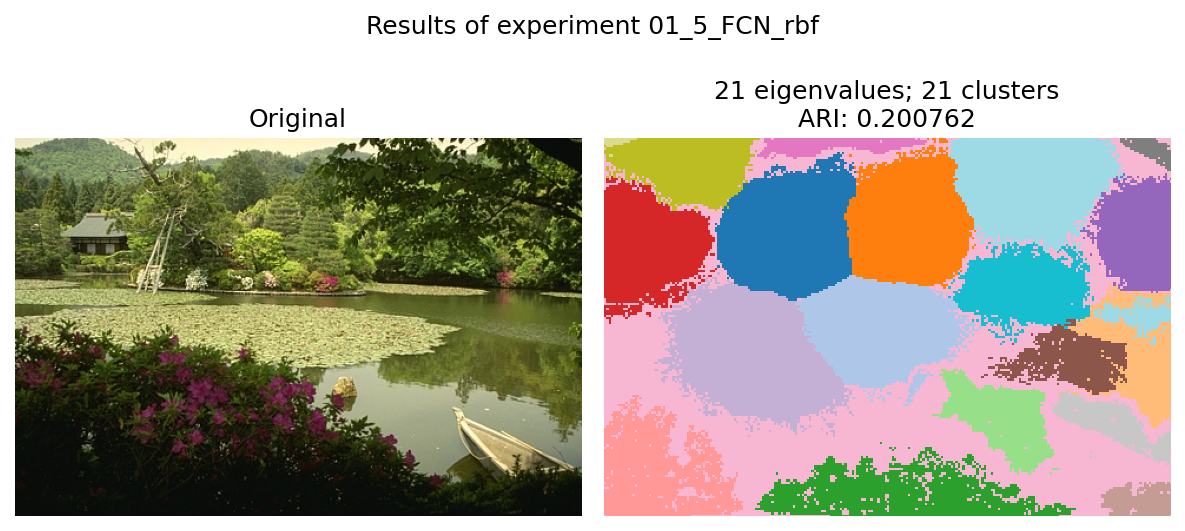 Results of experiment 01_5_FCN_rbf
Original
21 eigenvalues; 21 clusters
ARI: 0.200762